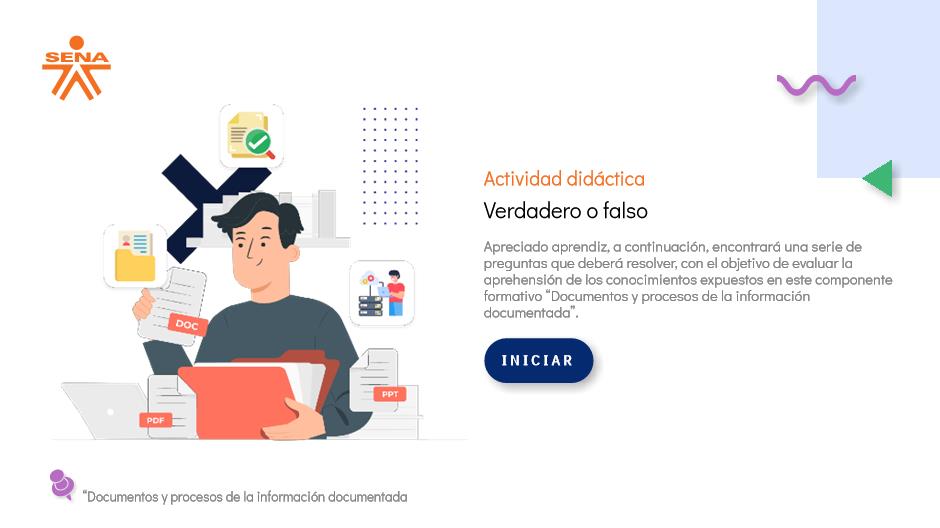 SENA
Actividad didáctica
Verdadero o falso
Apreciado aprendiz, a continuación, encontrará una serie de
preguntas que deberá resolver, con el objetivo de evaluar la
aprehensión de los conocimientos expuestos en este componente
formativo “Documentos y procesos de la información
documentada”.
INICIAR
DOC
PPT
PDF
“Documentos y procesos de la información documentada